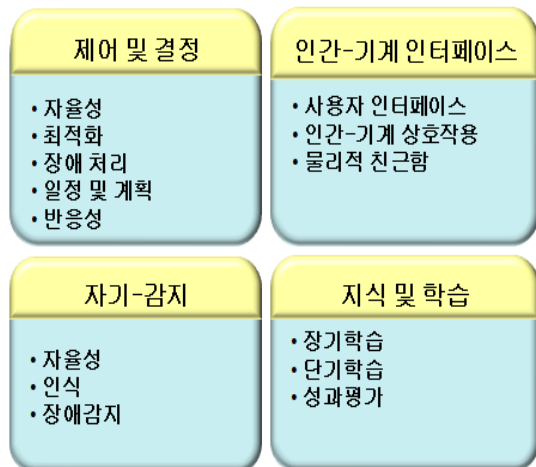 제어 및 결정
• 자율성
• 최적화
• 장애 처리
• 일정 및 계획
• 반응성
인간-기계 인터페이스
• 사용자 인터페이스
• 인간-기계 상호작용
• 물리적 친근함
자기-감지
• 자율성
• 인식
• 장애감지
지식 및 학습
• 장기학습
• 단기학습
• 성과평가